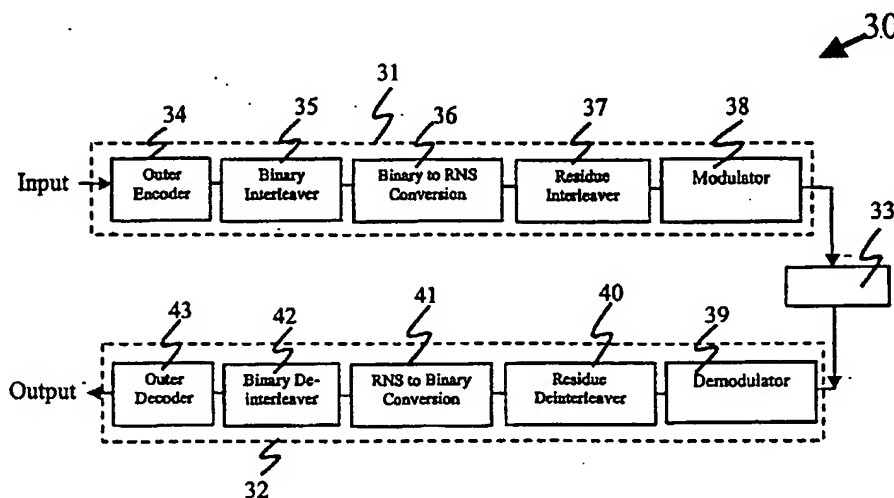 30
31
34 35 36 37 38
Input
Outer Encoder
Binary Interleaver
Binary to RNS Conversion
Residue Interleaver
Modulator
33
43 42 41 40 39
Output
Outer Decoder
Binary De-interleaver
RNS to Binary Conversion
Residue Deinterleaver
Demodulator
32